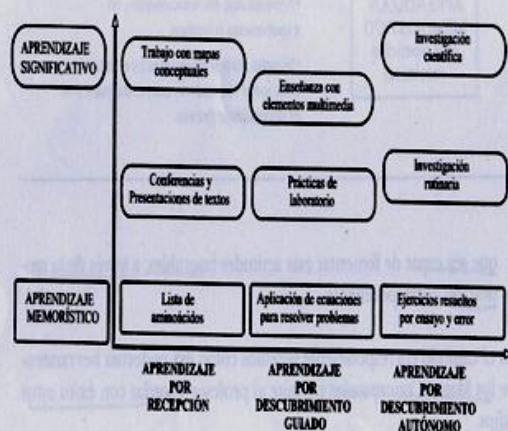 APRENDIZAJE
SIGNIFICATIVO
Trabajo con mapas
conceptuales
Enseñanza con
elementos multimedia
Investigación
científica
Conferencias y
Presentaciones de textos
Prácticas de
laboratorio
Investigación
rutinaria
APRENDIZAJE
MEMORÍSTICO
Lista de
aminoácidos
Aplicación de ecuaciones
para resolver problemas
Ejercicios resueltos
por ensayo y error
APRENDIZAJE
POR
RECEPCIÓN
APRENDIZAJE
POR
DESCUBRIMIENTO
GUIADO
APRENDIZAJE
POR
DESCUBRIMIENTO
AUTÓNOMO